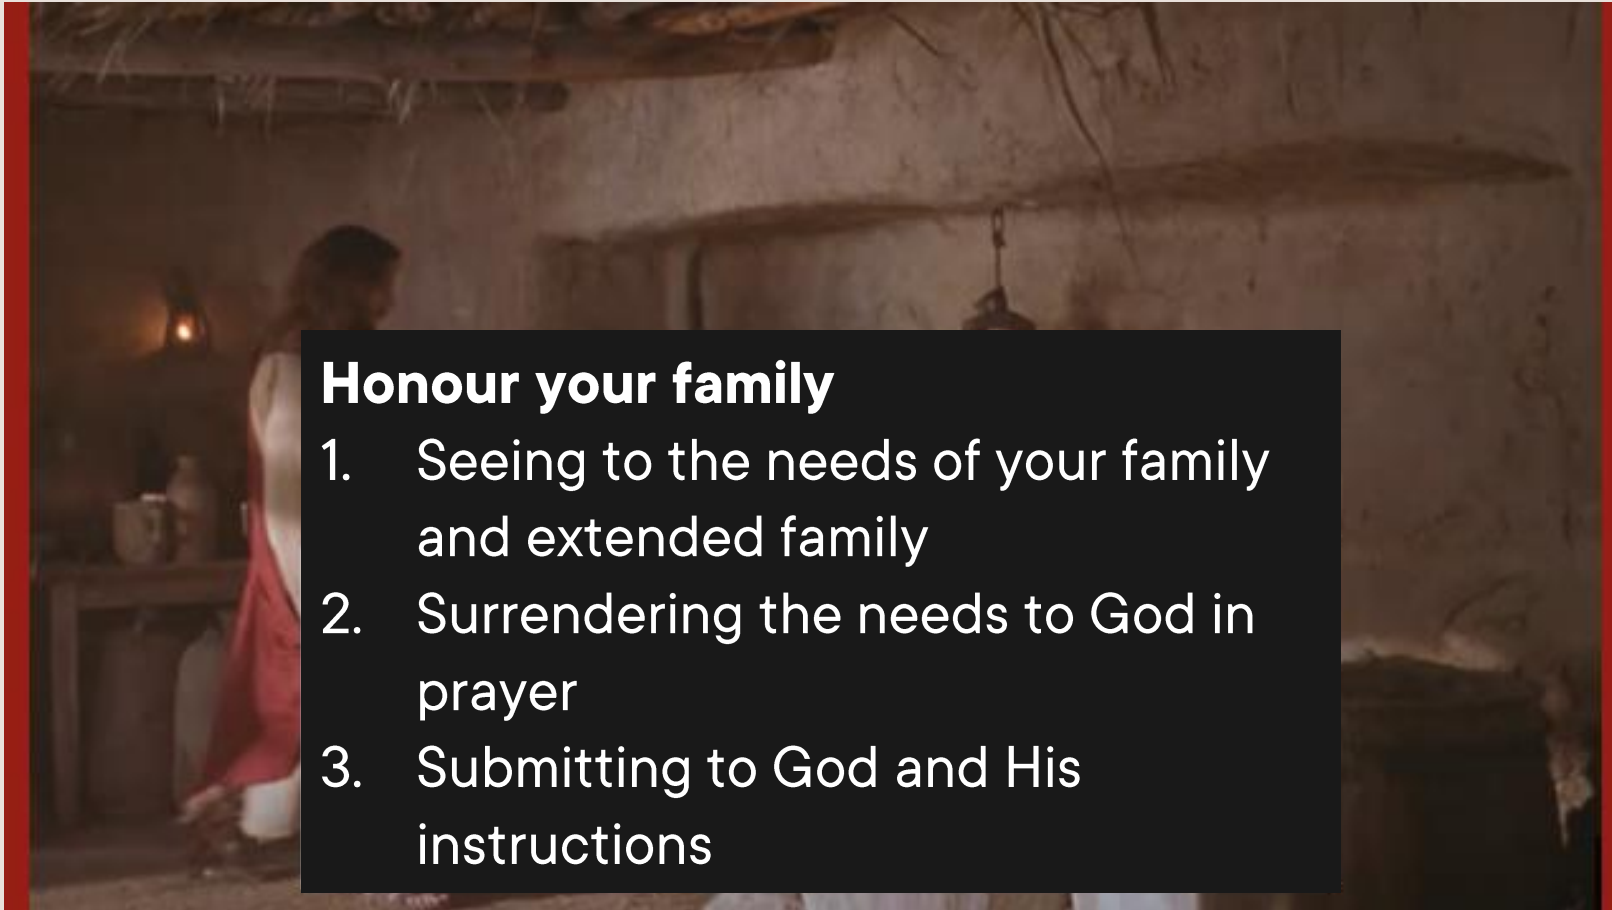 Honour your family
1. Seeing to the needs of your family
and extended family
2. Surrendering the needs to God in
prayer
3. Submitting to God and His
instructions